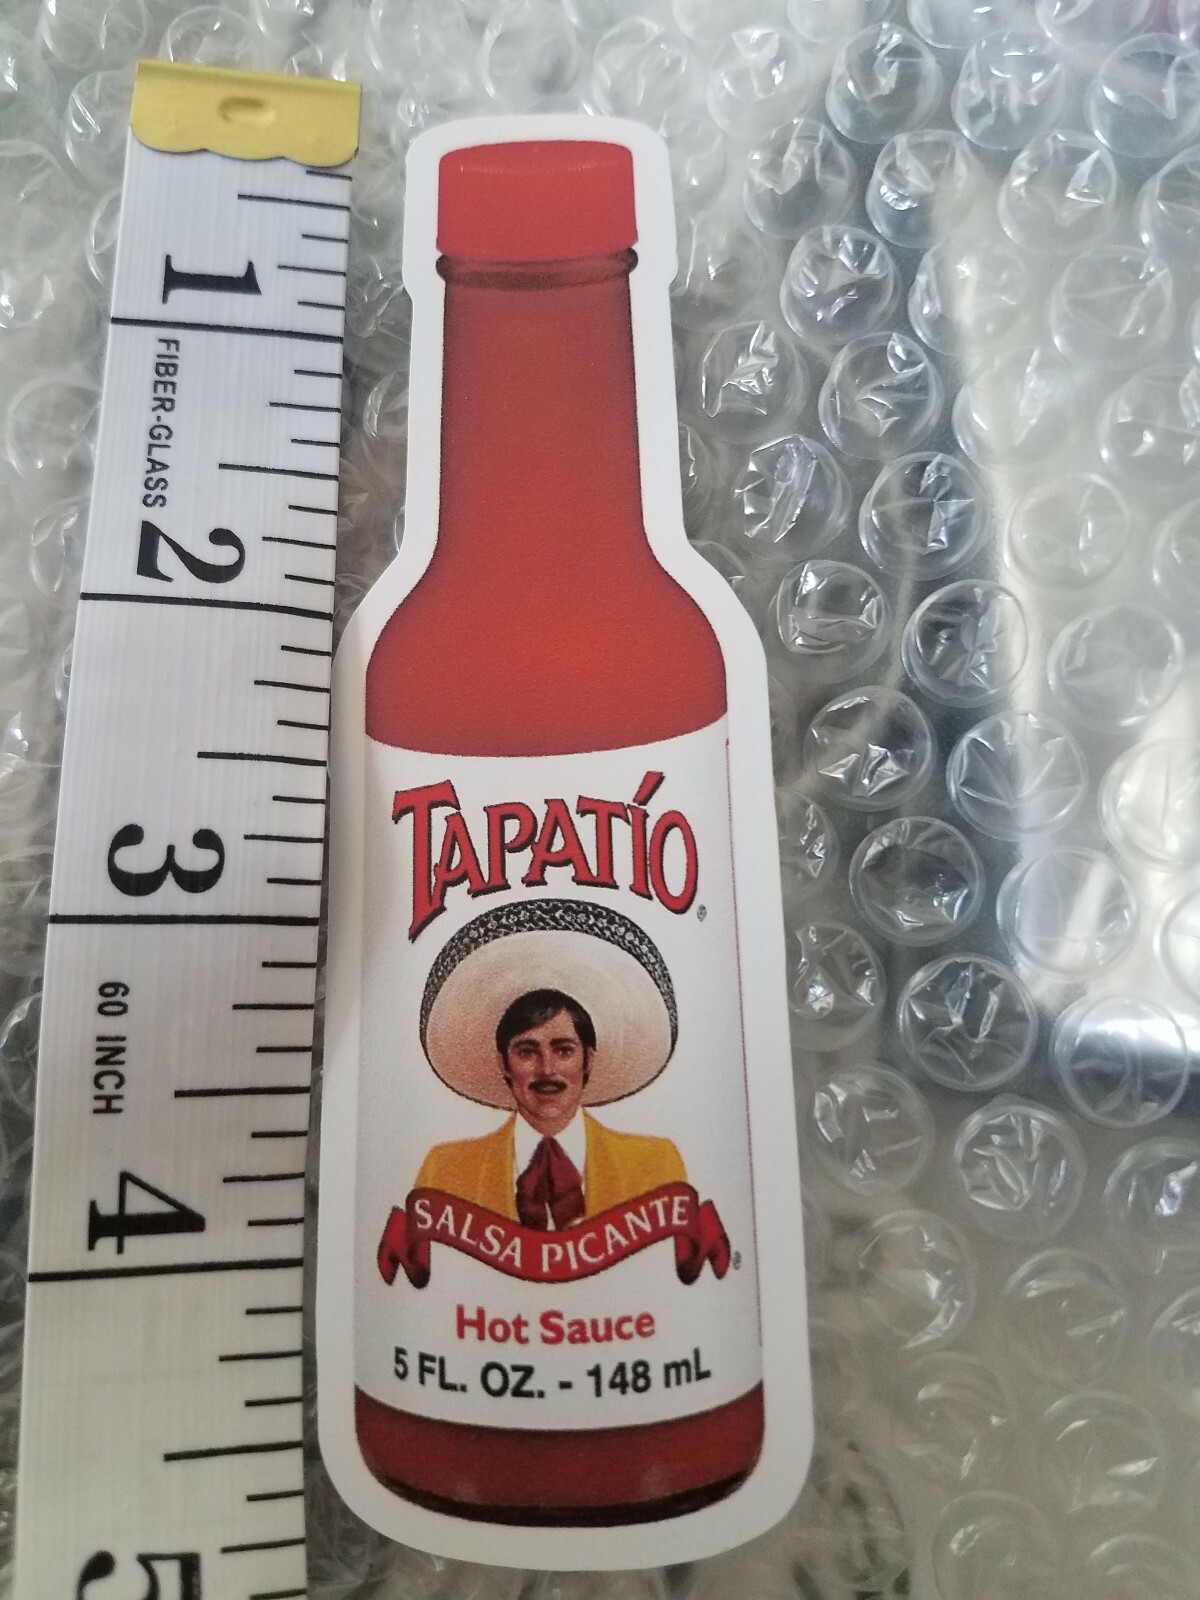 1
FIBER-GLASS
2
3
60 INCH
4
5
TAPATÍO®
SALSA PICANTE®
Hot Sauce
5 FL. OZ. - 148 mL